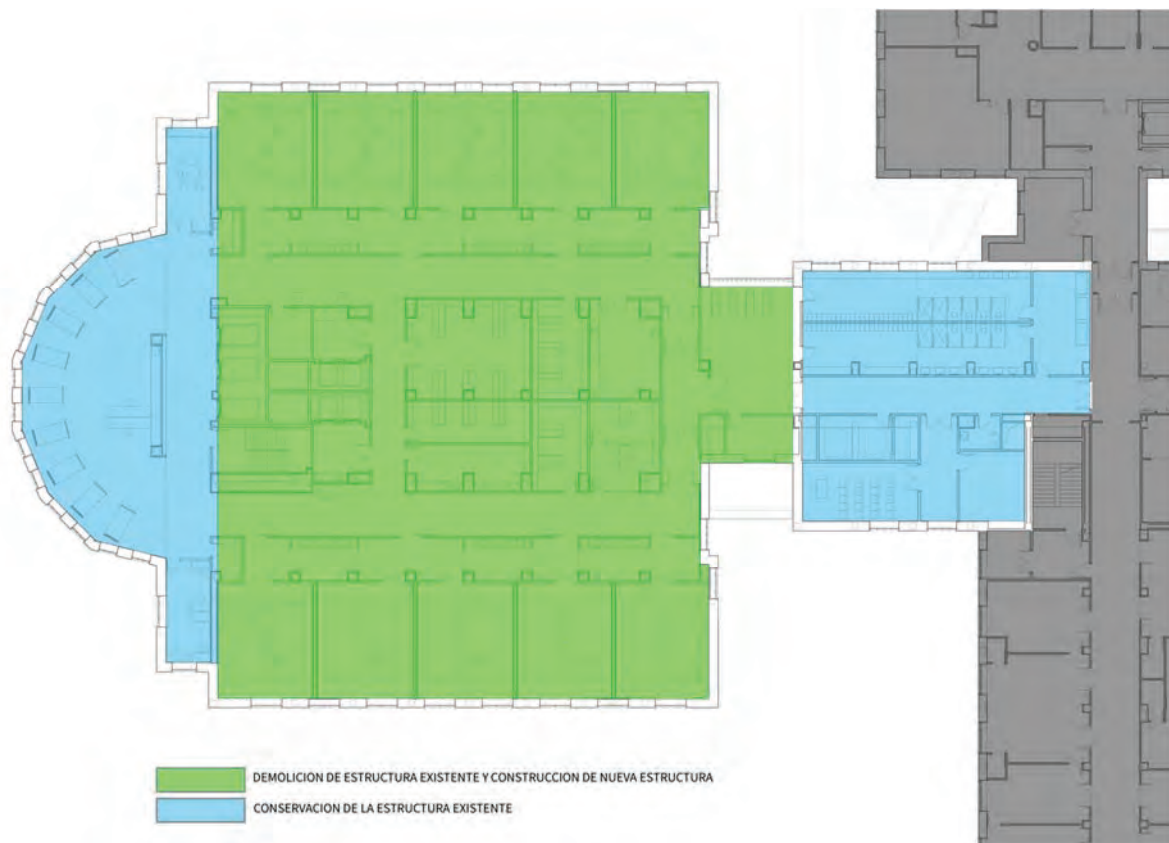 DEMOLICION DE ESTRUCTURA EXISTENTE Y CONSTRUCCION DE NUEVA ESTRUCTURA
CONSERVACION DE LA ESTRUCTURA EXISTENTE